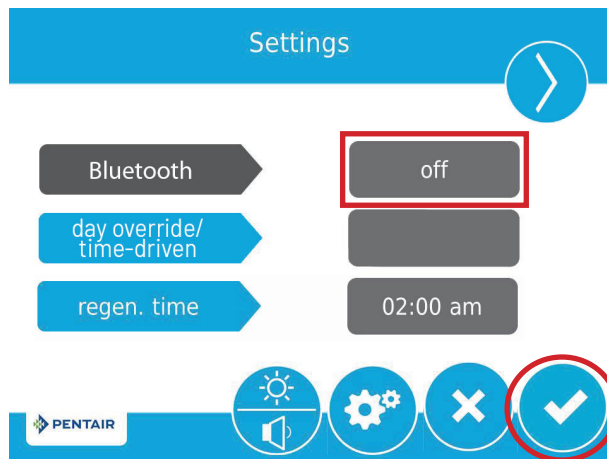 Settings
Bluetooth
off
day override/
time-driven
regen. time
02:00 am
PENTAIR